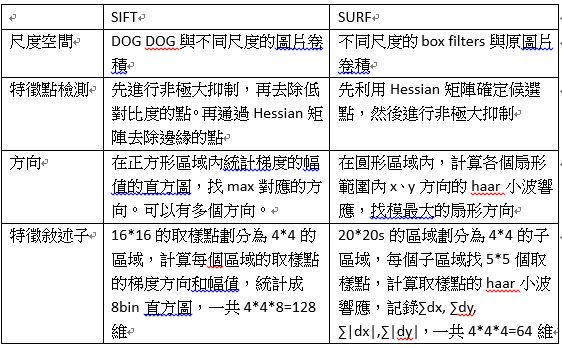 SIFT
SURF
尺度空間
DOG DOG 與不同尺度的圖片卷
積
不同尺度的 box filters 與原圖片
卷積
特徵點檢測
先進行非極大抑制，再去除低
對比度的點。再通過 Hessian 矩
陣去除邊緣的點
先利用 Hessian 矩陣確定候選
點，然後進行非極大抑制
方向
在正方形區域內統計梯度的幅
值的直方圖，找 max 對應的方
向。可以有多個方向。
在圓形區域內，計算各個扇形
範圍內 x、y 方向的 haar 小波響
應，找模最大的扇形方向
特徵敘述子
16*16 的取樣點劃分為 4*4 的
區域，計算每個區域的取樣點
的梯度方向和幅值，統計成
8bin 直方圖，一共 4*4*8=128
維
20*20s 的區域劃分為 4*4 的子
區域，每個子區域找 5*5 個取
樣點，計算取樣點的 haar 小波
響應，記錄∑dx, ∑dy,
∑|dx|,∑|dy|，一共 4*4*4=64 維